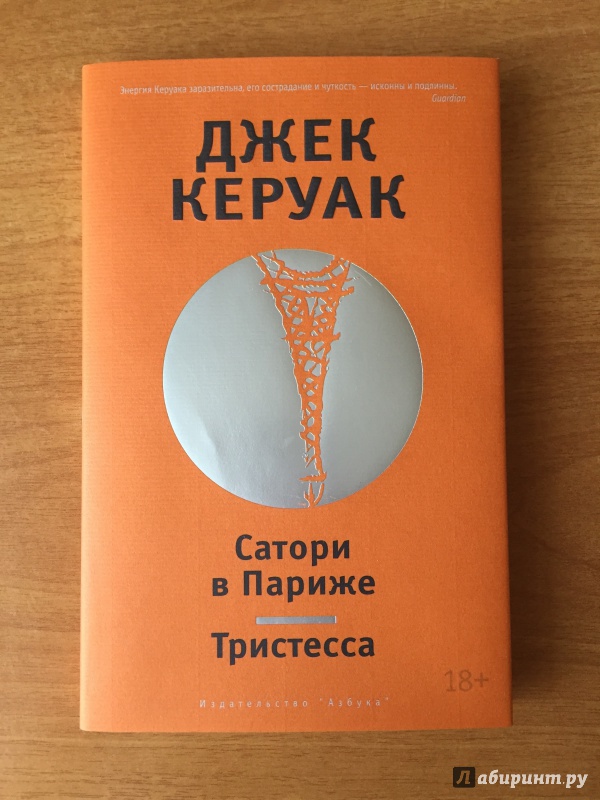 Энергия Керуака заразительна, его сострадание и чуткость — исконны и подлинны.
Guardian
ДЖЕК
КЕРУАК
Сатори
в Париже
Тристесса
18+
Издательство "Азбука"
Лабиринт.ру